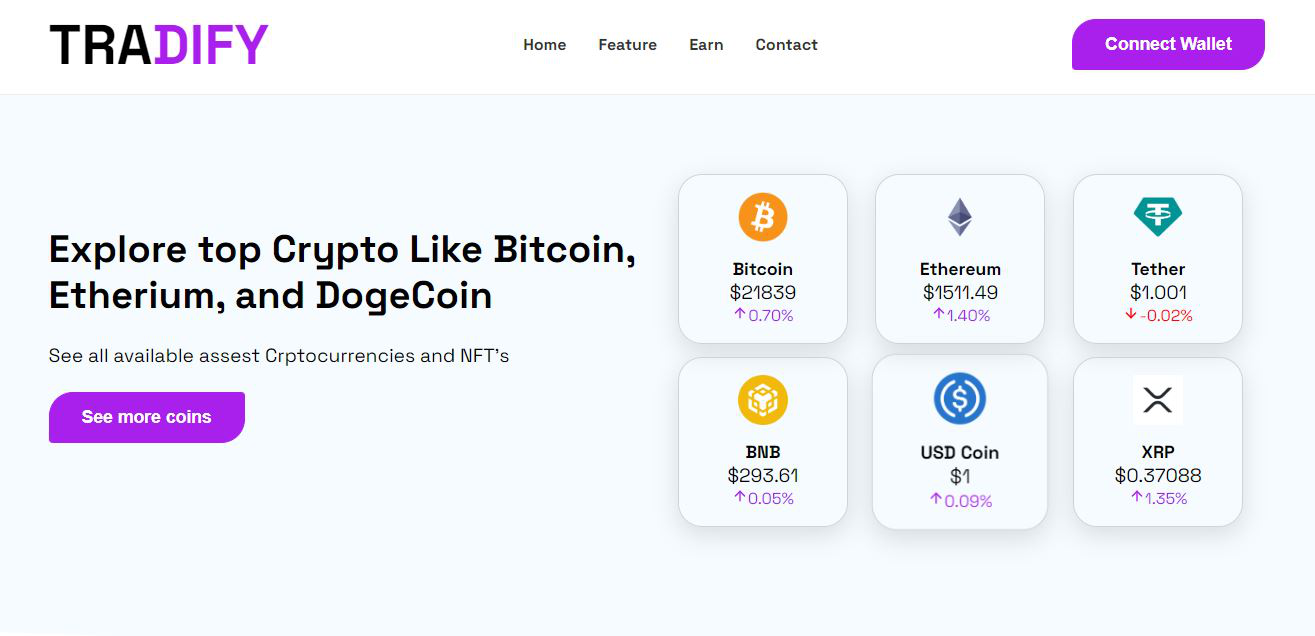 TRADIFY
Home Feature Earn Contact
Connect Wallet
Explore top Crypto Like Bitcoin,
Etherium, and DogeCoin
See all available assest Crptocurrencies and NFT's
See more coins
Bitcoin
$21839
↑0.70%
Ethereum
$1511.49
↑1.40%
Tether
$1.001
↓-0.02%
BNB
$293.61
↑0.05%
USD Coin
$1
↑0.09%
XRP
$0.37088
↑1.35%